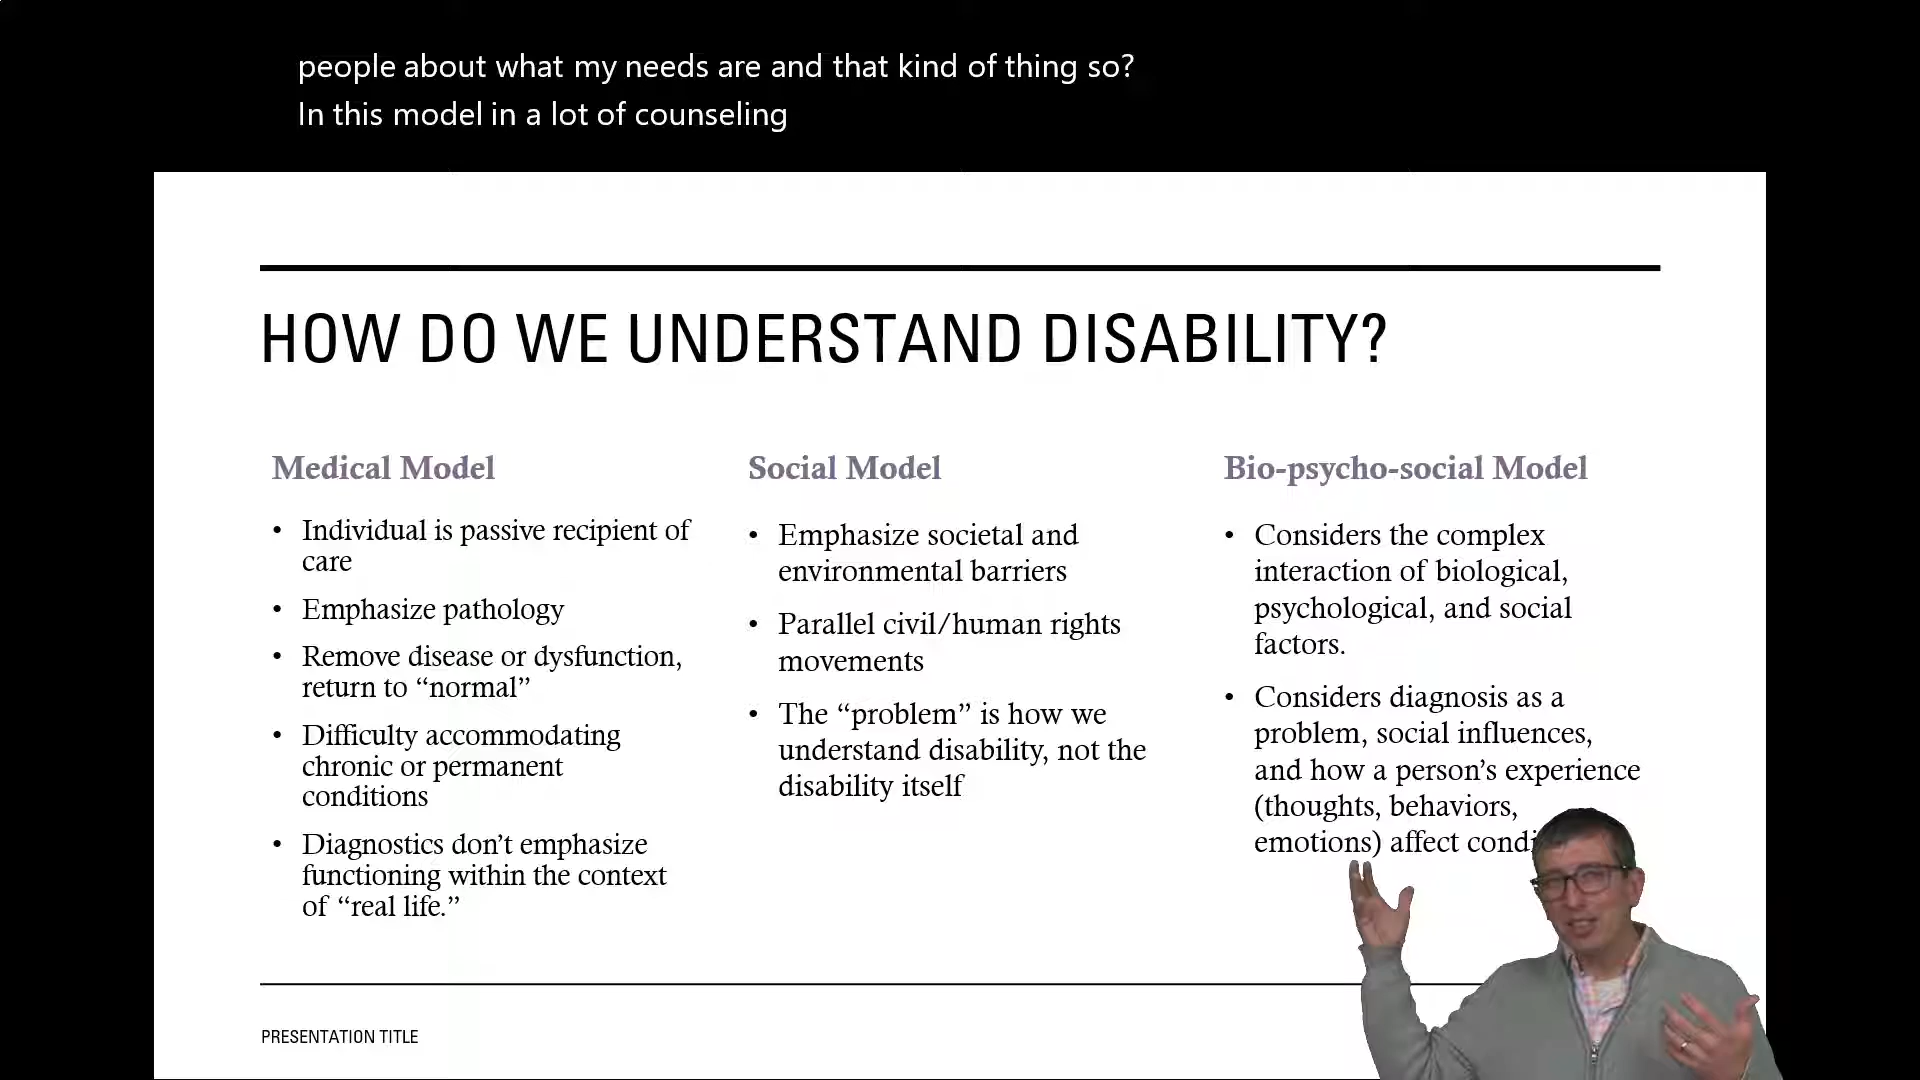 people about what my needs are and that kind of thing so?
In this model in a lot of counseling
HOW DO WE UNDERSTAND DISABILITY?
Medical Model
• Individual is passive recipient of
care
• Emphasize pathology
• Remove disease or dysfunction,
return to “normal”
• Difficulty accommodating
chronic or permanent
conditions
• Diagnostics don’t emphasize
functioning within the context
of “real life.”
Social Model
• Emphasize societal and
environmental barriers
• Parallel civil/human rights
movements
• The “problem” is how we
understand disability, not the
disability itself
Bio-psycho-social Model
• Considers the complex
interaction of biological,
psychological, and social
factors.
• Considers diagnosis as a
problem, social influences,
and how a person’s experience
(thoughts, behaviors,
emotions) affect
PRESENTATION TITLE